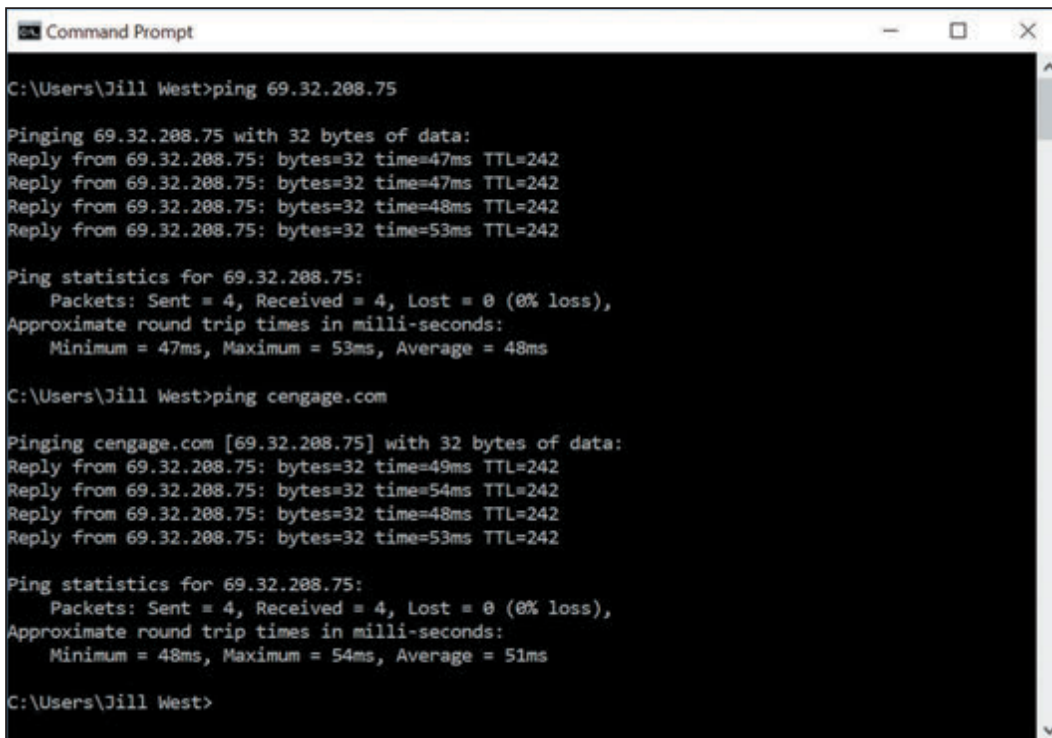 Command Prompt
C:\Users\Jill West>ping 69.32.208.75
Pinging 69.32.208.75 with 32 bytes of data:
Reply from 69.32.208.75: bytes=32 time=47ms TTL=242
Reply from 69.32.208.75: bytes=32 time=47ms TTL=242
Reply from 69.32.208.75: bytes=32 time=48ms TTL=242
Reply from 69.32.208.75: bytes=32 time=53ms TTL=242
Ping statistics for 69.32.208.75:
Packets: Sent = 4, Received = 4, Lost = 0 (0% loss),
Approximate round trip times in milli-seconds:
Minimum = 47ms, Maximum = 53ms, Average = 48ms
C:\Users\Jill West>ping cengage.com
Pinging cengage.com [69.32.208.75] with 32 bytes of data:
Reply from 69.32.208.75: bytes=32 time=49ms TTL=242
Reply from 69.32.208.75: bytes=32 time=54ms TTL=242
Reply from 69.32.208.75: bytes=32 time=48ms TTL=242
Reply from 69.32.208.75: bytes=32 time=53ms TTL=242
Ping statistics for 69.32.208.75:
Packets: Sent = 4, Received = 4, Lost = 0 (0% loss),
Approximate round trip times in milli-seconds:
Minimum = 48ms, Maximum = 54ms, Average = 51ms
C:\Users\Jill West>